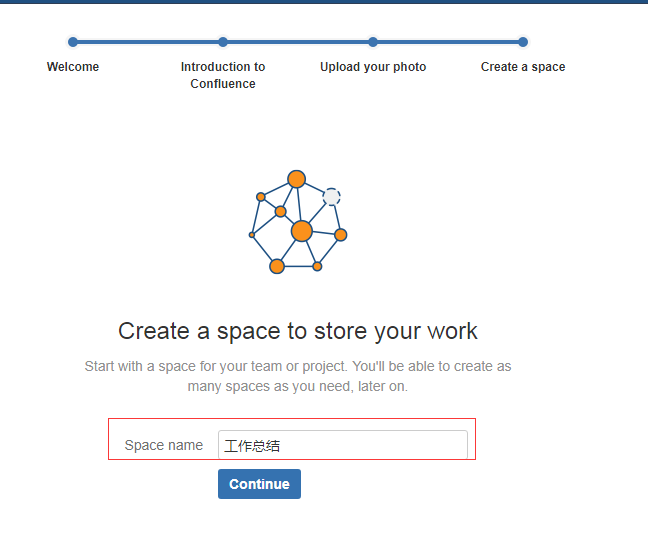 Welcome
Introduction to
Confluence
Upload your photo
Create a space
Create a space to store your work
Start with a space for your team or project. You'll be able to create as
many spaces as you need, later on.
Space name 工作总结
Continue